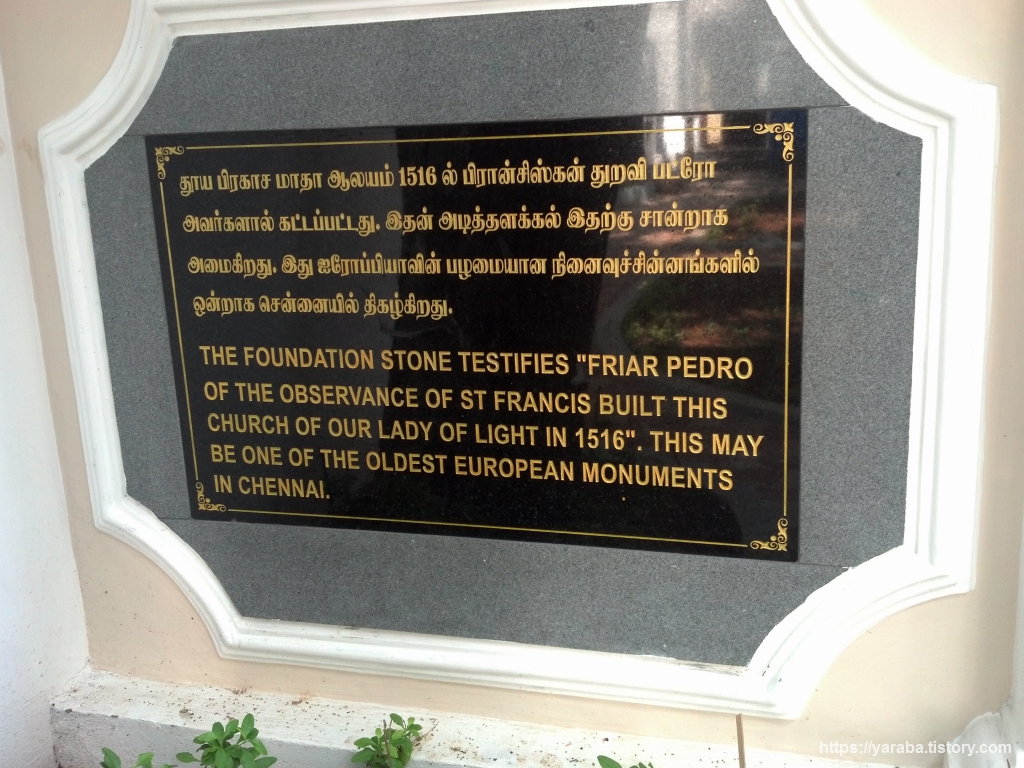 தூய பிரகாச மாதா ஆலயம் 1516 ல் பிரான்சிஸ்கன் துறவி பட்ரோ
அவர்களால் கட்டப்பட்டது. இதன் அடித்தளக்கல் இதற்கு சான்றாக
அமைகிறது. இது ஐரோப்பியாவின் பழமையான நினைவுச்சின்னங்களில்
ஒன்றாக சென்னையில் திகழ்கிறது.
THE FOUNDATION STONE TESTIFIES "FRIAR PEDRO
OF THE OBSERVANCE OF ST FRANCIS BUILT THIS
CHURCH OF OUR LADY OF LIGHT IN 1516". THIS MAY
BE ONE OF THE OLDEST EUROPEAN MONUMENTS
IN CHENNAI.
https://yaraba.tistory.com